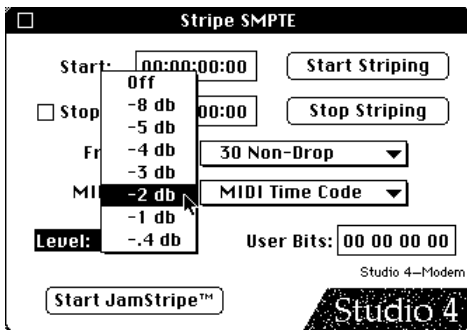 Stripe SMPTE
Start: 00:00:00:00 Start Striping
Off
-8 db
Stop 00:00 Stop Striping
-5 db
-4 db
Fr 30 Non-Drop
-3 db
MI -2 db MIDI Time Code
-1 db
Level: -.4 db User Bits: 00 00 00 00
Studio 4–Modem
Start JamStripe™
Studio 4